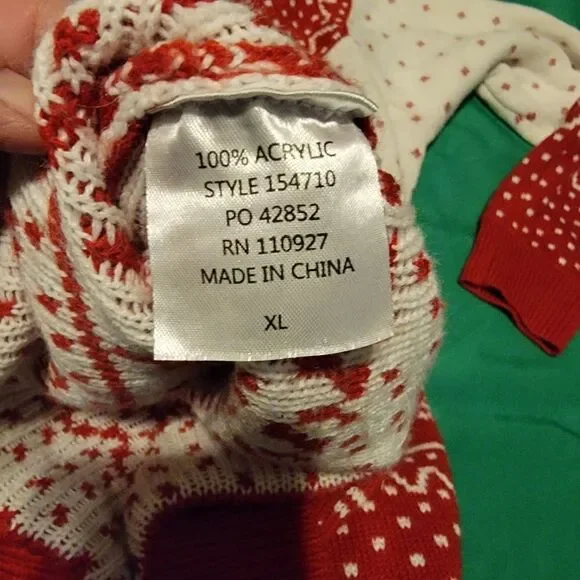 100% ACRYLIC
STYLE 154710
PO 42852
RN 110927
MADE IN CHINA
XL